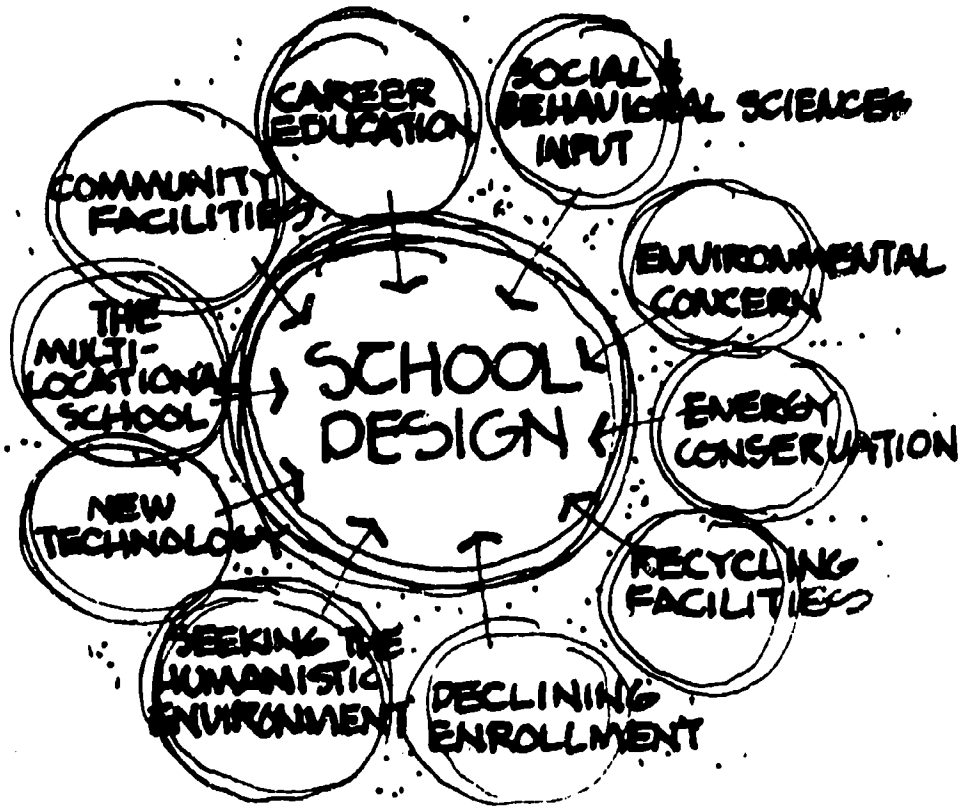 CAREER
EDUCATION
SOCIAL &
BEHAVIORAL SCIENCES
INPUT
COMMUNITY
FACILITIES
ENVIRONMENTAL
CONCERN
THE
MULTI-
LOCATIONAL
SCHOOL
SCHOOL
DESIGN
ENERGY
CONSERVATION
NEW
TECHNOLOGY
RECYCLING
FACILITIES
SEEKING THE
HUMANISTIC
ENVIRONMENT
DECLINING
ENROLLMENT